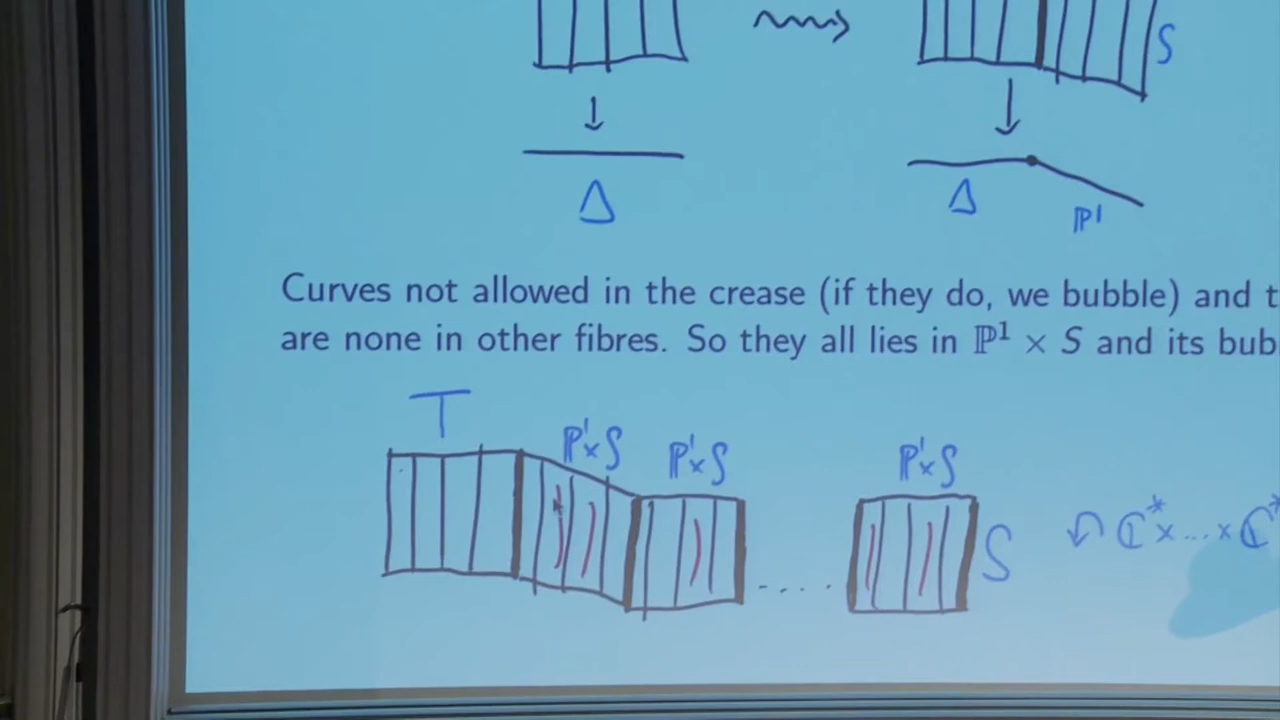 S
Δ Δ ℙ¹
Curves not allowed in the crease (if they do, we bubble) and
are none in other fibres. So they all lies in ℙ¹ × S and its
T ℙ¹×S ℙ¹×S ℙ¹×S
S ↶ ℂ*×...×ℂ*